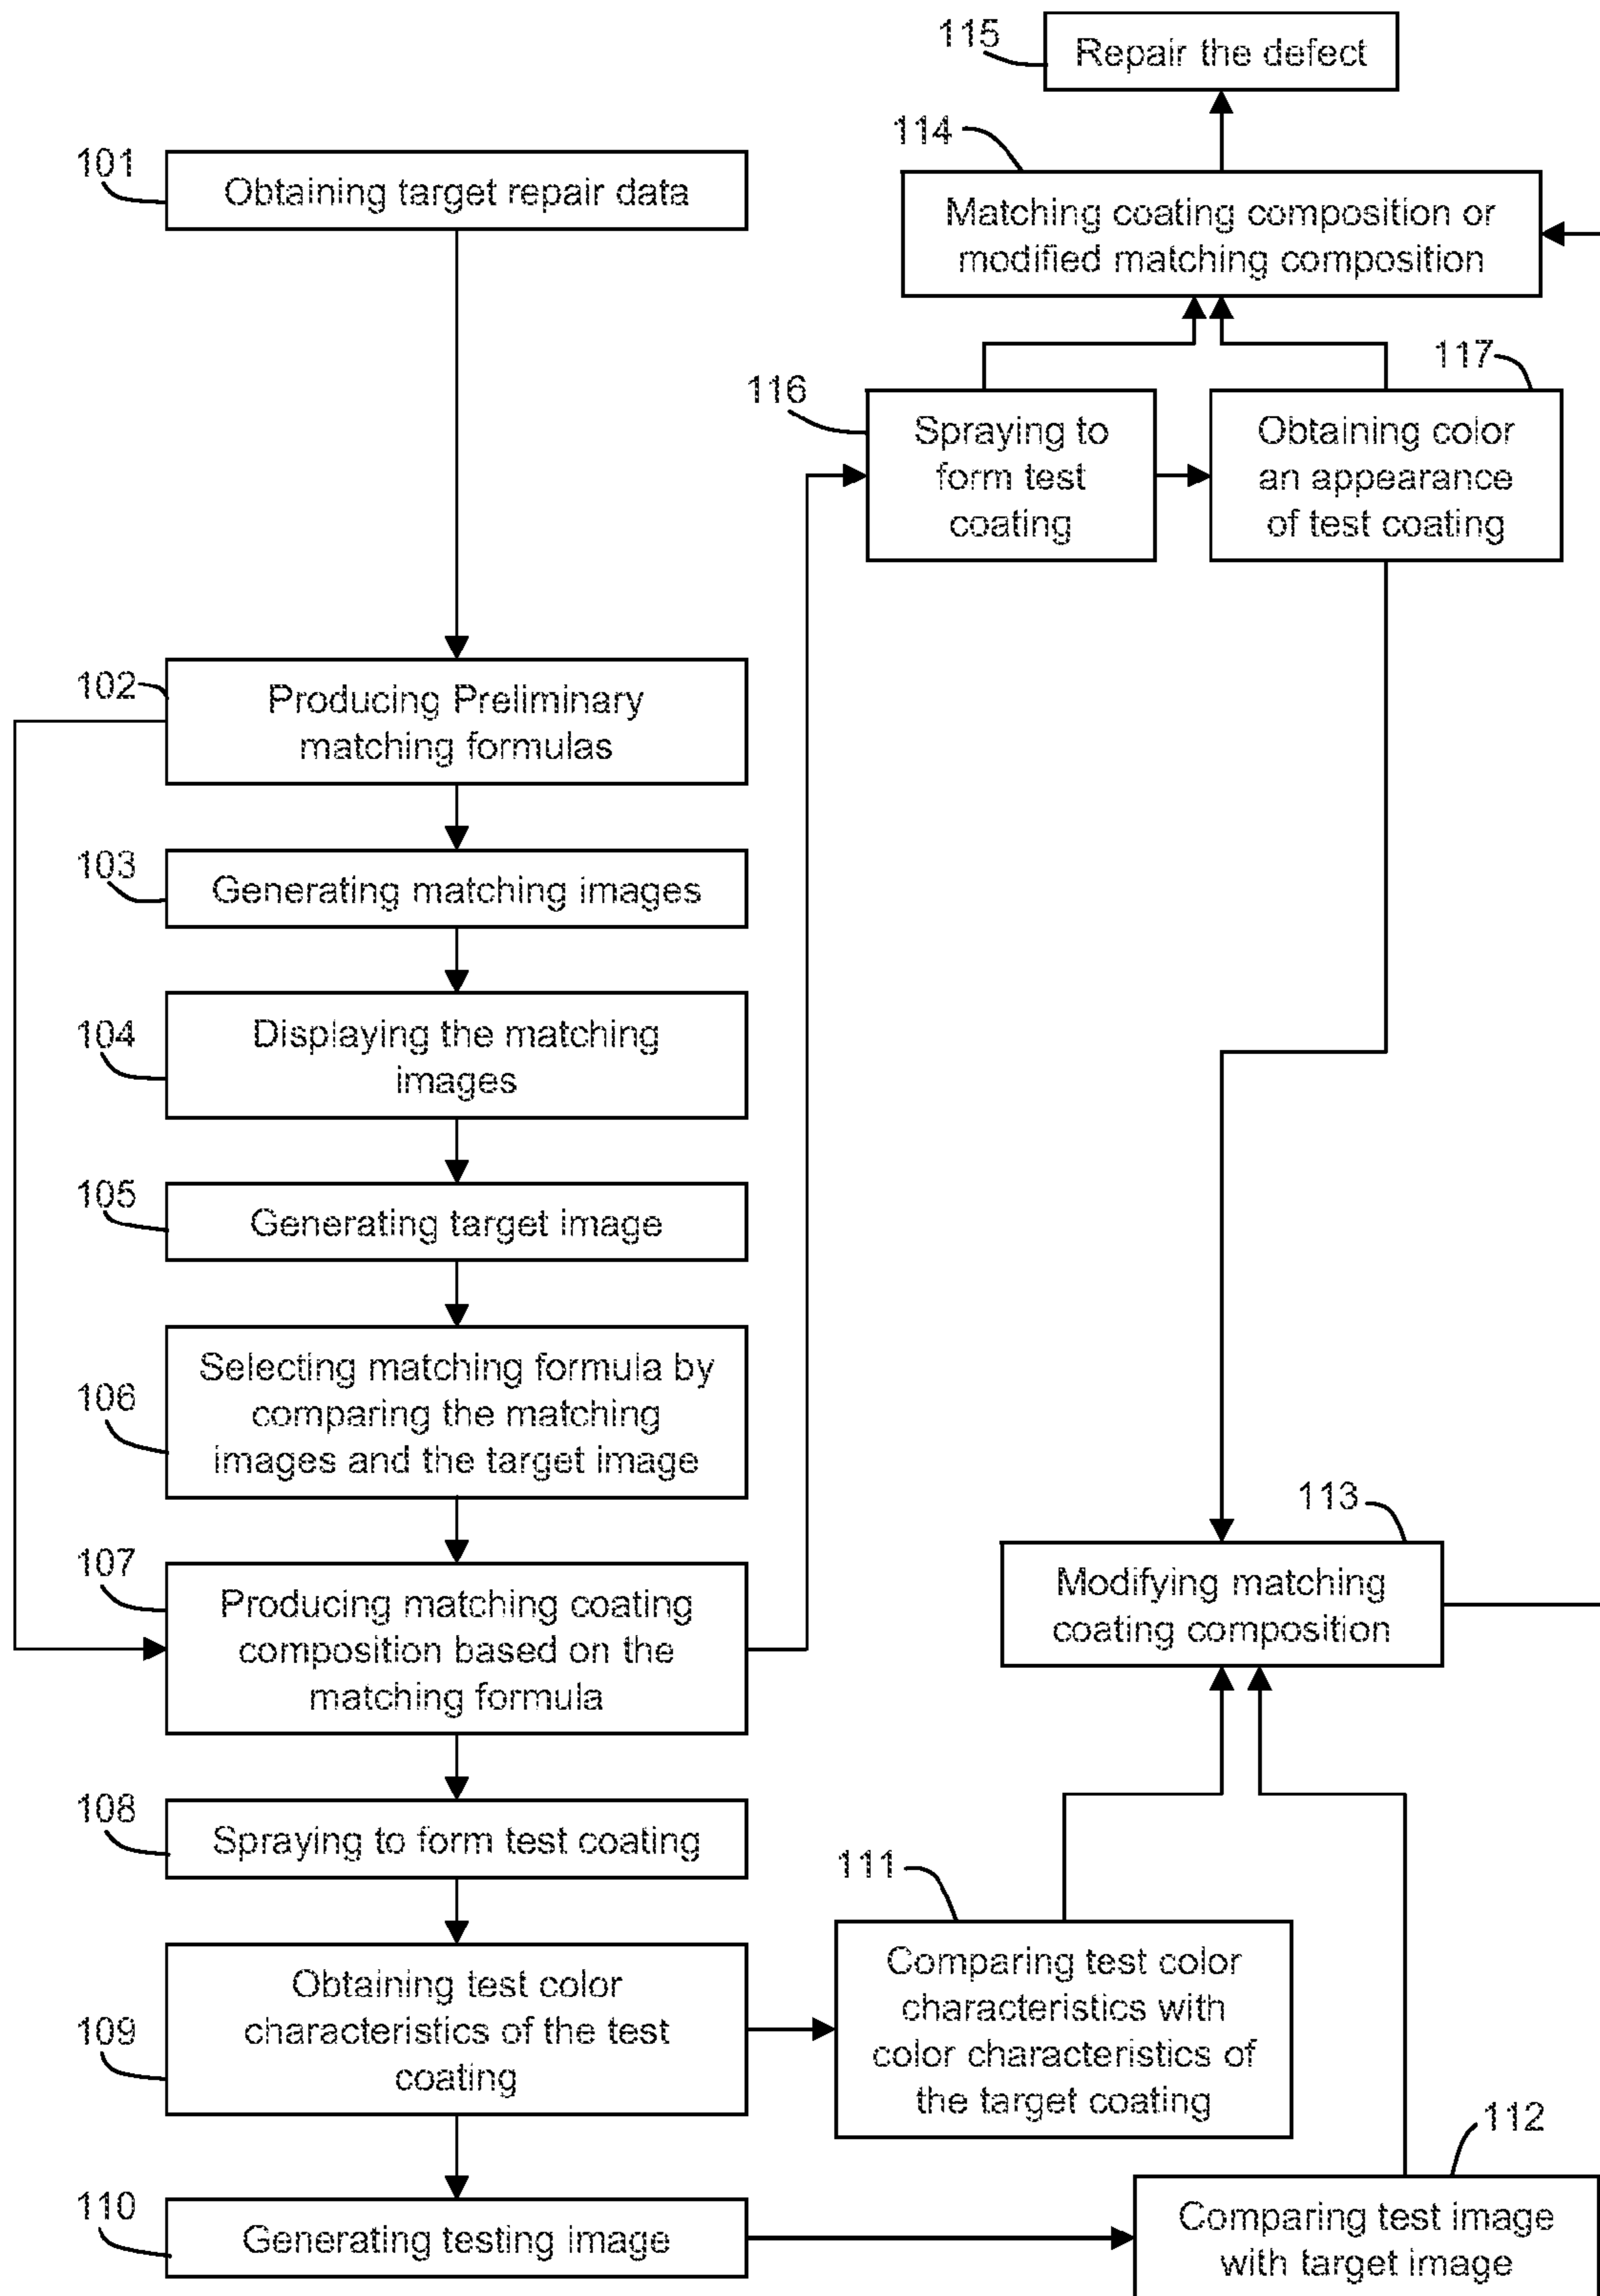 115
Repair the defect
114
Matching coating composition or
modified matching composition
101
Obtaining target repair data
117
116
Spraying to
form test
coating
Obtaining color
an appearance
of test coating
102
Producing Preliminary
matching formulas
103
Generating matching images
104
Displaying the matching
images
105
Generating target image
106
Selecting matching formula by
comparing the matching
images and the target image
113
Modifying matching
coating composition
107
Producing matching coating
composition based on the
matching formula
108
Spraying to form test coating
111
Comparing test color
characteristics with
color characteristics of
the target coating
109
Obtaining test color
characteristics of the test
coating
112
Comparing test image
with target image
110
Generating testing image